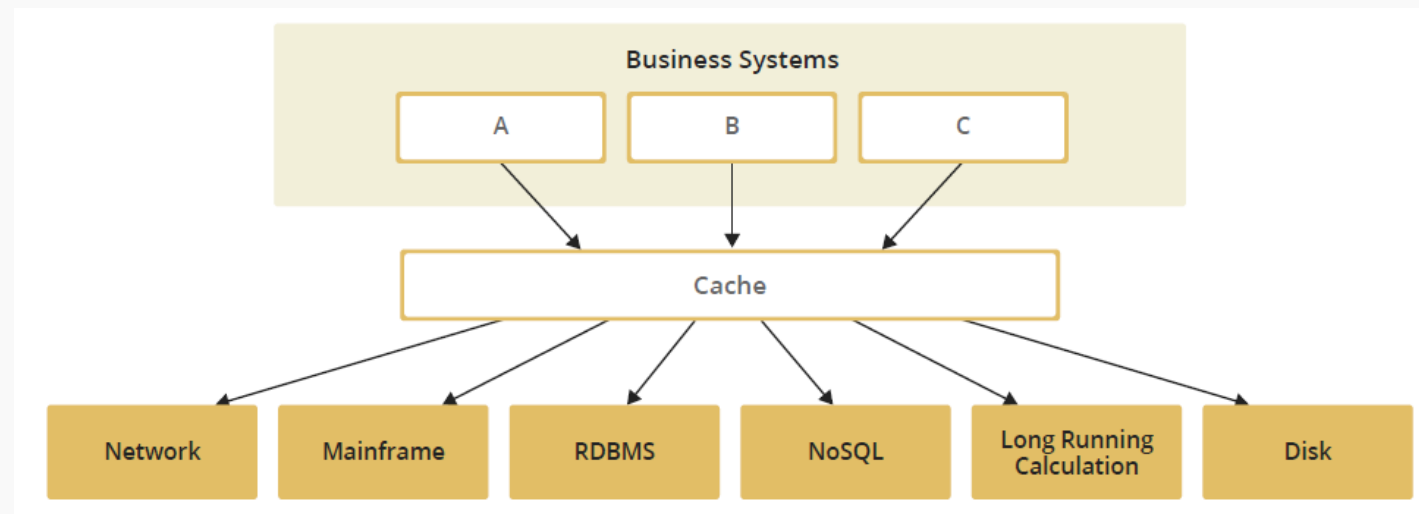 Business Systems
A
B
C
Cache
Network
Mainframe
RDBMS
NoSQL
Long Running
Calculation
Disk